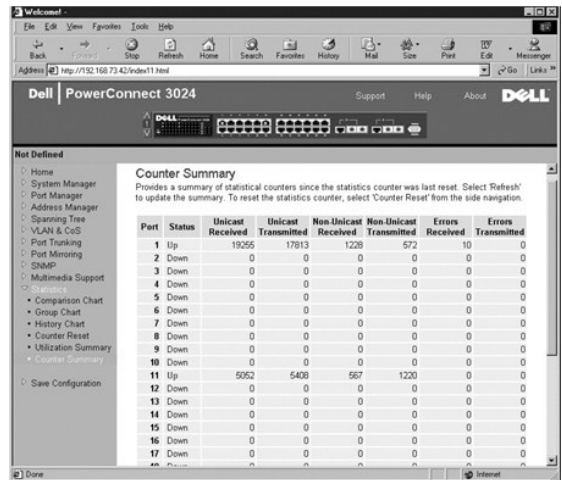 Welcome!
File Edit View Favorites Tools Help
Back Forward Stop Refresh Home Search Favorites History Mail Size Print Edit Messenger
Address http://192.168.73.42/index11.html Go Links »
Dell PowerConnect 3024 Support Help About DELL
DELL
Not Defined
Home
System Manager
Port Manager
Address Manager
Spanning Tree
VLAN & CoS
Port Trunking
Port Mirroring
SNMP
Multimedia Support
Statistics
Comparison Chart
Group Chart
History Chart
Counter Reset
Utilization Summary
Counter Summary
Save Configuration
Counter Summary
Provides a summary of statistical counters since the statistics counter was last reset. Select 'Refresh'
to update the summary. To reset the statistics counter, select 'Counter Reset' from the side navigation.
Port Status Unicast Received Unicast Transmitted Non-Unicast Received Non-Unicast Transmitted Errors Received Errors Transmitted
1 Up 19255 17813 1228 572 10 0
2 Down 0 0 0 0 0 0
3 Down 0 0 0 0 0 0
4 Down 0 0 0 0 0 0
5 Down 0 0 0 0 0 0
6 Down 0 0 0 0 0 0
7 Down 0 0 0 0 0 0
8 Down 0 0 0 0 0 0
9 Down 0 0 0 0 0 0
10 Down 0 0 0 0 0 0
11 Up 5052 5408 567 1220 0 0
12 Down 0 0 0 0 0 0
13 Down 0 0 0 0 0 0
14 Down 0 0 0 0 0 0
15 Down 0 0 0 0 0 0
16 Down 0 0 0 0 0 0
17 Down 0 0 0 0 0 0
Done Internet